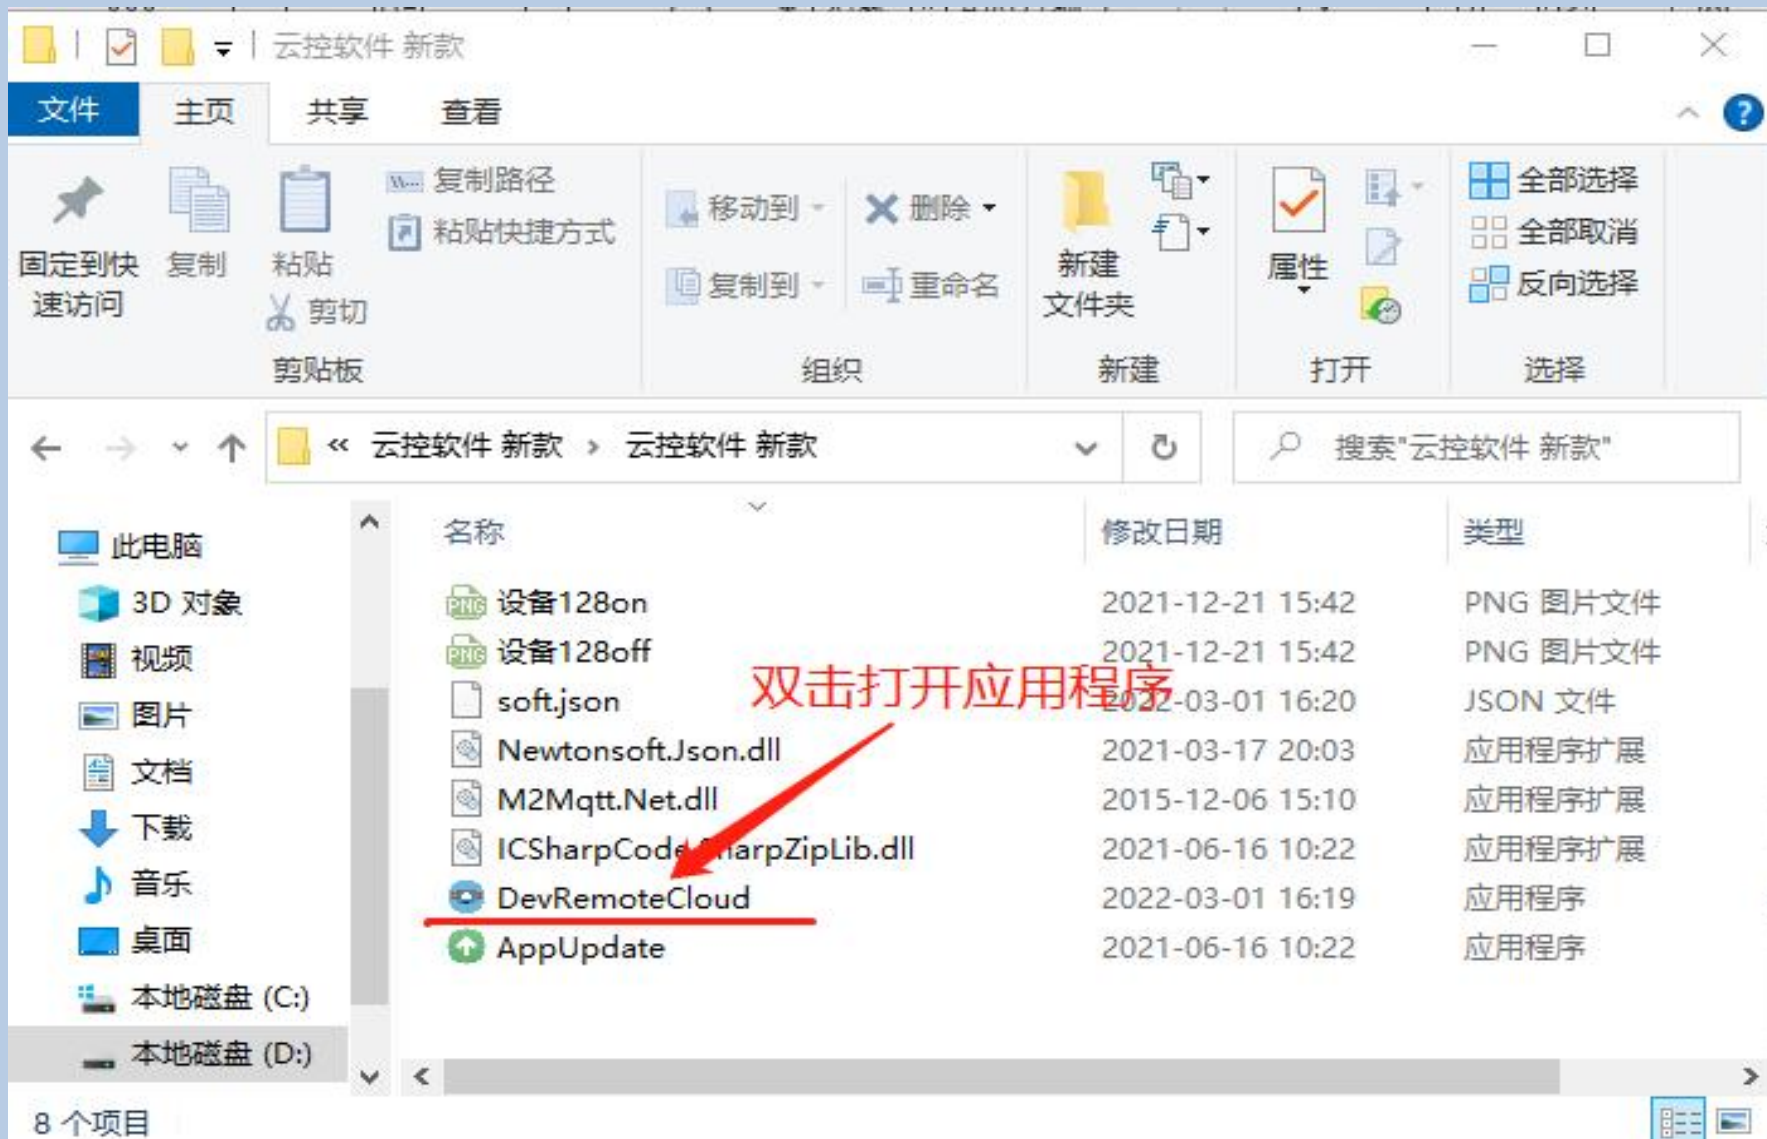 云控软件 新款
文件 主页 共享 查看
固定到快速访问
复制
粘贴
剪切
复制路径
粘贴快捷方式
剪贴板
移动到
复制到
删除
重命名
组织
新建
文件夹
新建
属性
打开
全部选择
全部取消
反向选择
选择
« 云控软件 新款 › 云控软件 新款
搜索"云控软件 新款"
此电脑
3D 对象
视频
图片
文档
下载
音乐
桌面
本地磁盘 (C:)
本地磁盘 (D:)
名称 修改日期 类型
设备128on 2021-12-21 15:42 PNG 图片文件
设备128off 2021-12-21 15:42 PNG 图片文件
双击打开应用程序
soft.json 2022-03-01 16:20 JSON 文件
Newtonsoft.Json.dll 2021-03-17 20:03 应用程序扩展
M2Mqtt.Net.dll 2015-12-06 15:10 应用程序扩展
ICSharpCode.SharpZipLib.dll 2021-06-16 10:22 应用程序扩展
DevRemoteCloud 2022-03-01 16:19 应用程序
AppUpdate 2021-06-16 10:22 应用程序
8 个项目